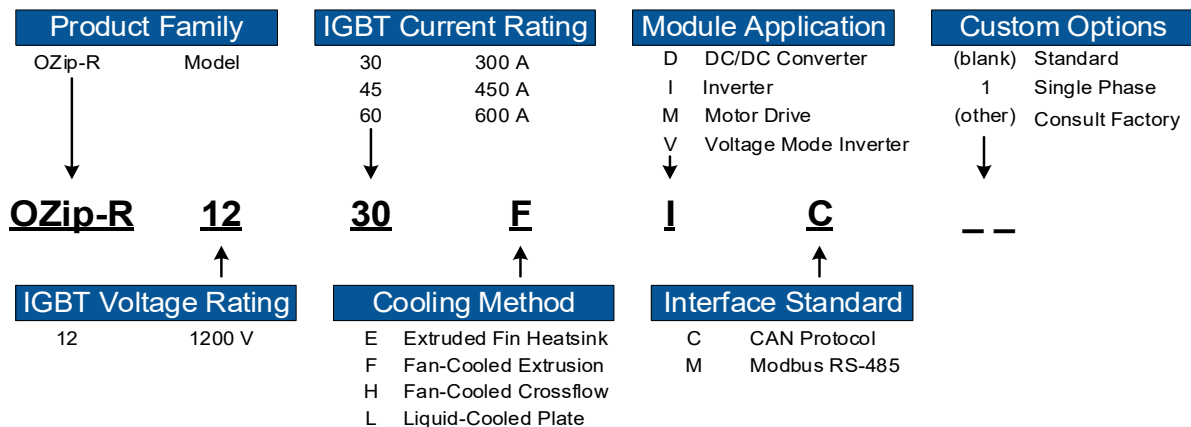 Product Family IGBT Current Rating Module Application Custom Options
OZip-R Model 30 300 A D DC/DC Converter (blank) Standard
45 450 A I Inverter 1 Single Phase
60 600 A M Motor Drive (other) Consult Factory
V Voltage Mode Inverter
OZip-R 12 30 F I C _ _
IGBT Voltage Rating Cooling Method Interface Standard
12 1200 V E Extruded Fin Heatsink C CAN Protocol
F Fan-Cooled Extrusion M Modbus RS-485
H Fan-Cooled Crossflow
L Liquid-Cooled Plate